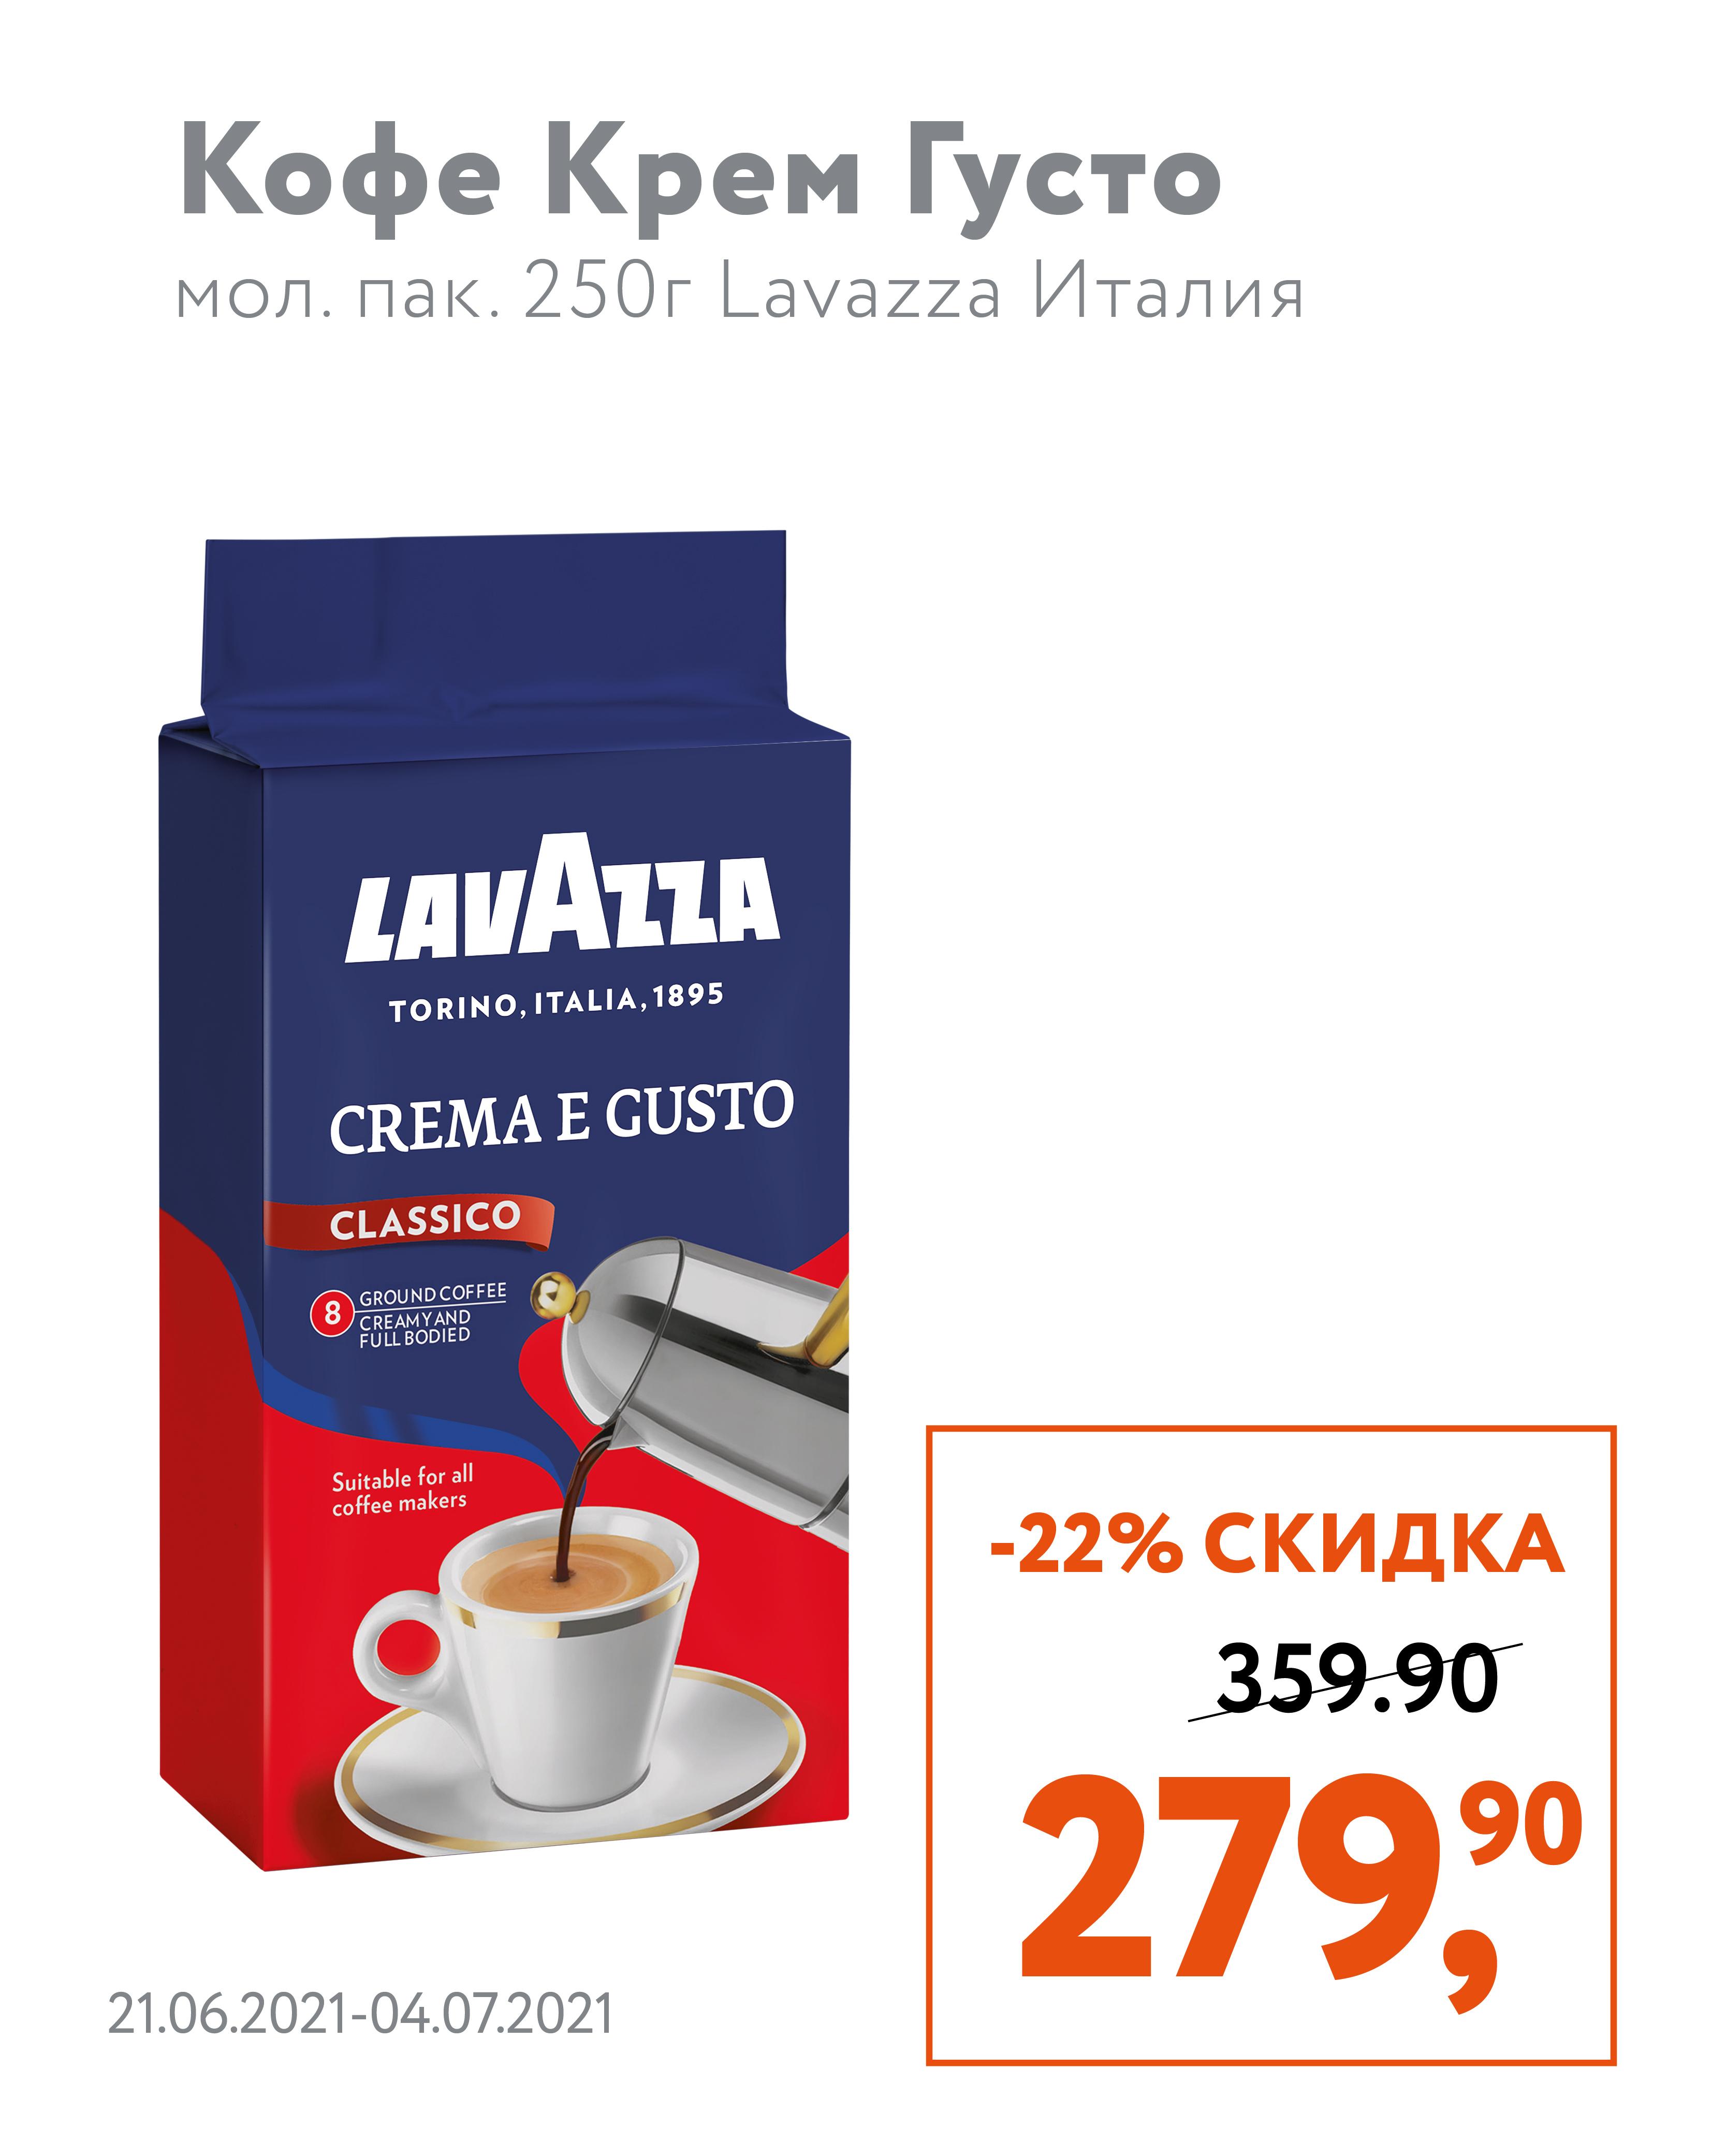 Кофе Крем Густо
мол. пак. 250г Lavazza Италия
LAVAZZA
TORINO, ITALIA, 1895
CREMA E GUSTO
CLASSICO
8
GROUND COFFEE
CREAMY AND
FULL BODIED
Suitable for all
coffee makers
-22% СКИДКА
359.90
279,90
21.06.2021-04.07.2021